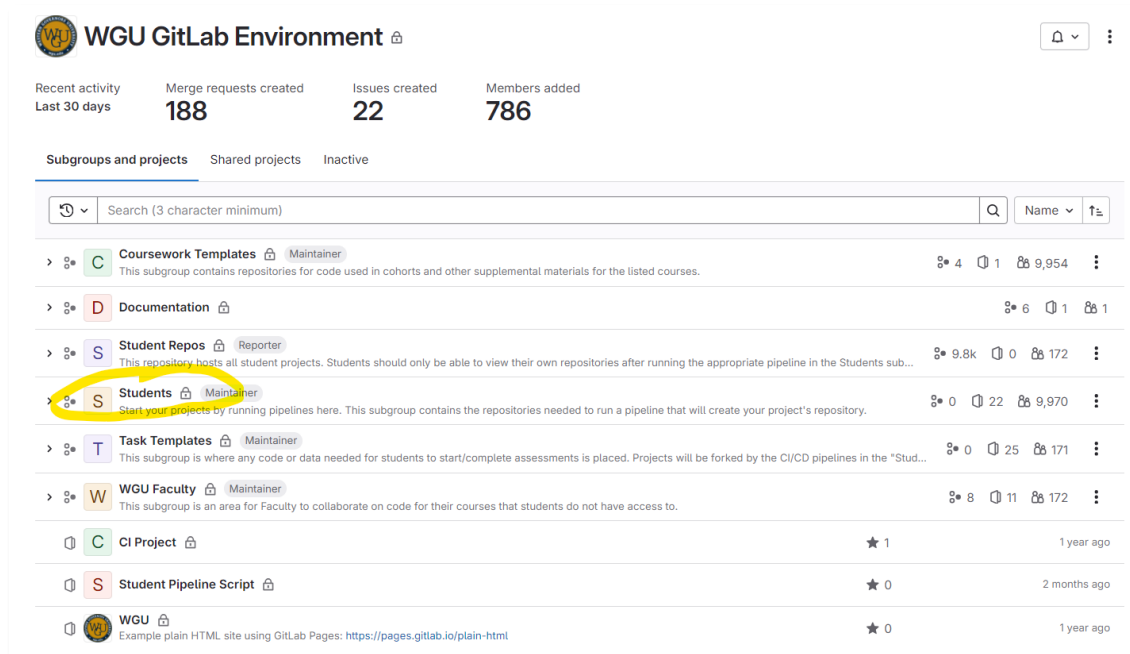 WGU GitLab Environment
Recent activity
Last 30 days
Merge requests created
188
Issues created
22
Members added
786
Subgroups and projects Shared projects Inactive
Search (3 character minimum) Name
C Coursework Templates Maintainer
This subgroup contains repositories for code used in cohorts and other supplemental materials for the listed courses.
4 1 9,954
D Documentation
6 1 1
S Student Repos Reporter
This repository hosts all student projects. Students should only be able to view their own repositories after running the appropriate pipeline in the Students sub...
9.8k 0 172
S Students Maintainer
Start your projects by running pipelines here. This subgroup contains the repositories needed to run a pipeline that will create your project's repository.
0 22 9,970
T Task Templates Maintainer
This subgroup is where any code or data needed for students to start/complete assessments is placed. Projects will be forked by the CI/CD pipelines in the "Stud...
0 25 171
W WGU Faculty Maintainer
This subgroup is an area for Faculty to collaborate on code for their courses that students do not have access to.
8 11 172
C CI Project 1 1 year ago
S Student Pipeline Script 0 2 months ago
WGU
Example plain HTML site using GitLab Pages: https://pages.gitlab.io/plain-html
0 1 year ago